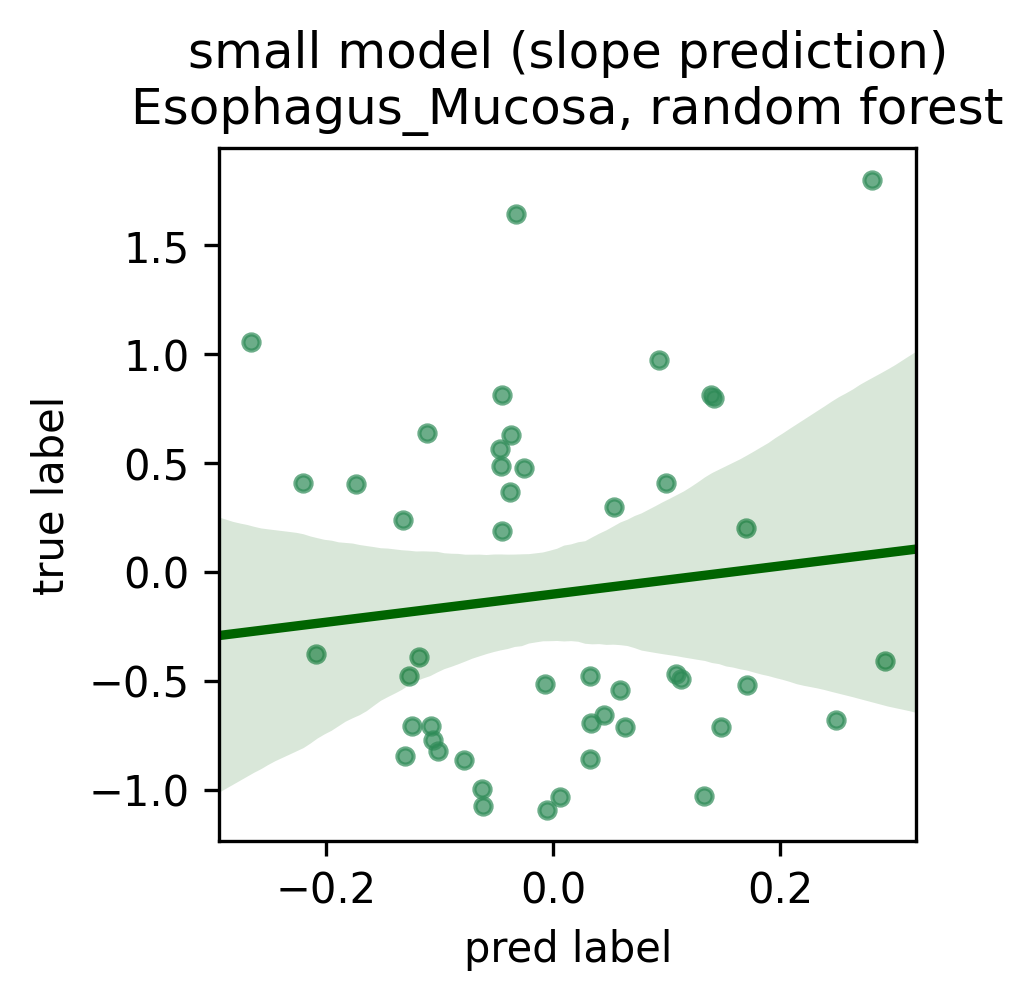 small model (slope prediction)
Esophagus_Mucosa, random forest
true label
1.5
1.0
0.5
0.0
−0.5
−1.0
−0.2
0.0
0.2
pred label